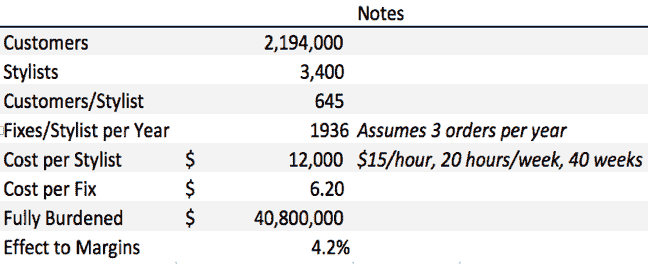 Notes
Customers 2,194,000
Stylists 3,400
Customers/Stylist 645
Fixes/Stylist per Year 1936 Assumes 3 orders per year
Cost per Stylist $ 12,000 $15/hour, 20 hours/week, 40 weeks
Cost per Fix $ 6.20
Fully Burdened $ 40,800,000
Effect to Margins 4.2%